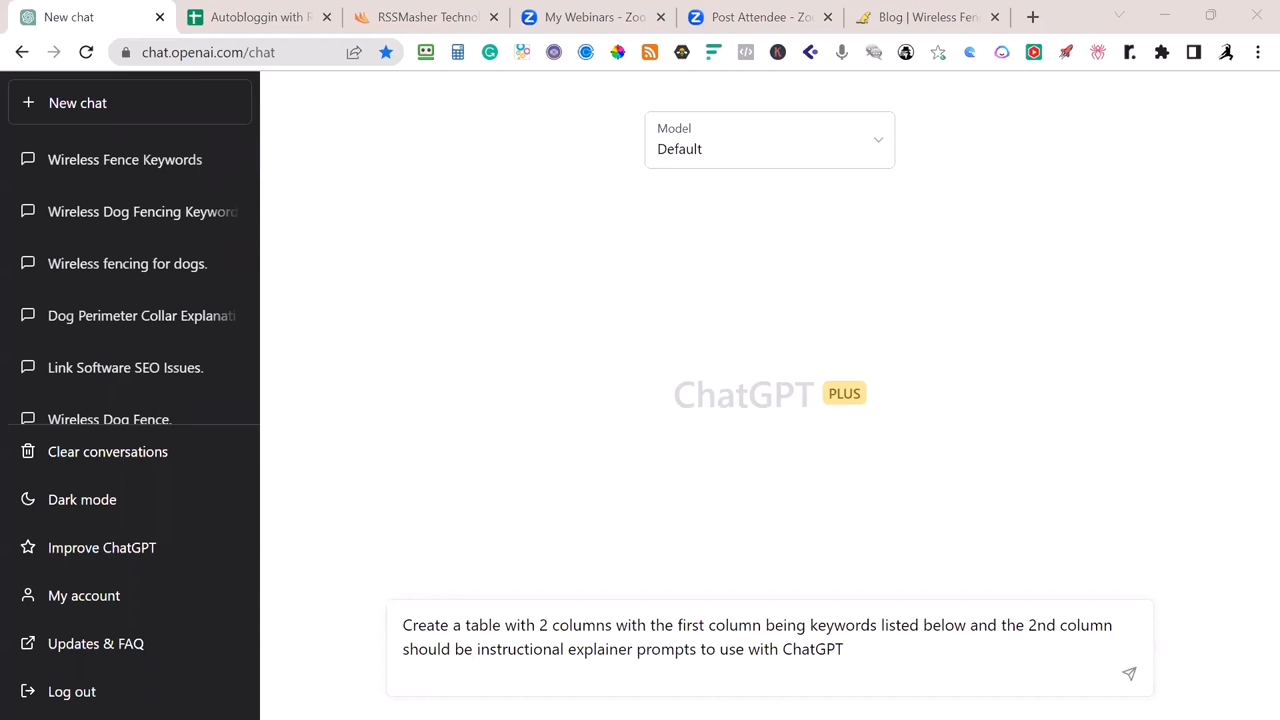 New chat
Autobloggin with R
RSSMasher Techno
My Webinars - Zoo
Post Attendee - Zo
Blog | Wireless Fen
chat.openai.com/chat
New chat
Wireless Fence Keywords
Wireless Dog Fencing Keyword
Wireless fencing for dogs.
Dog Perimeter Collar Explanati
Link Software SEO Issues.
Wireless Dog Fence.
Clear conversations
Dark mode
Improve ChatGPT
My account
Updates & FAQ
Log out
Model
Default
ChatGPT PLUS
Create a table with 2 columns with the first column being keywords listed below and the 2nd column
should be instructional explainer prompts to use with ChatGPT